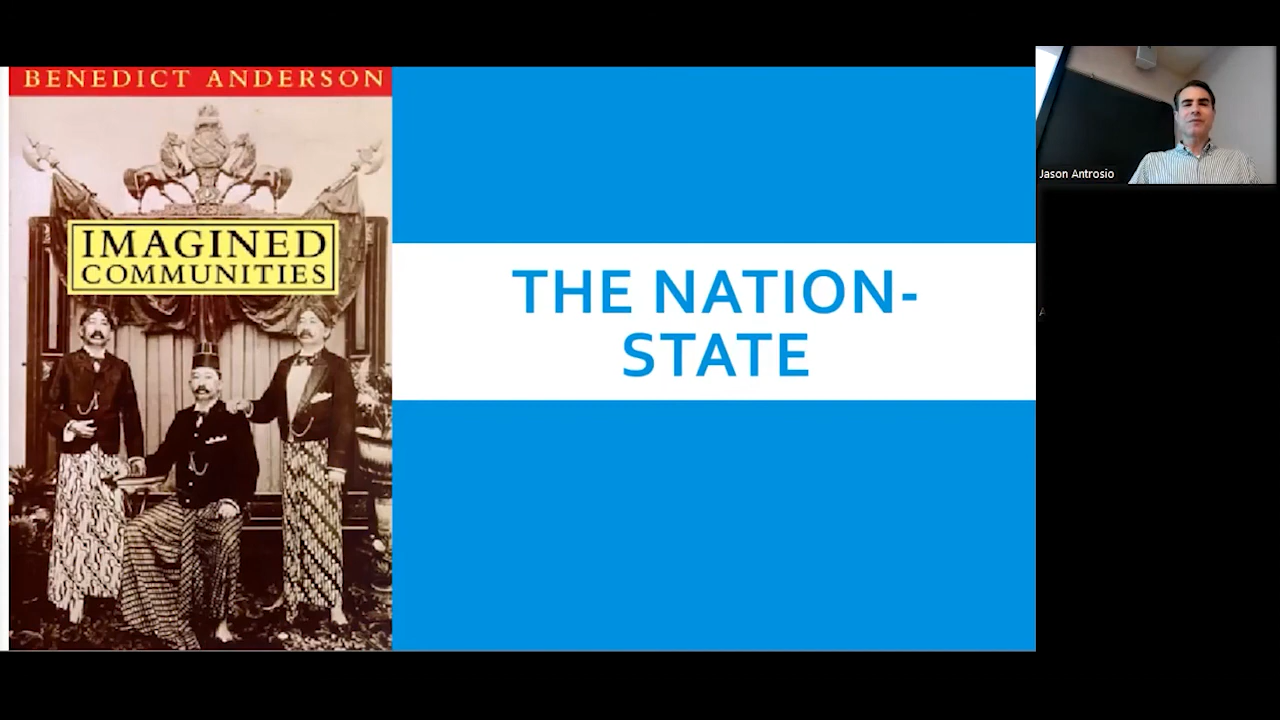 BENEDICT ANDERSON
IMAGINED
COMMUNITIES
THE NATION-
STATE
Jason Antrosio
A